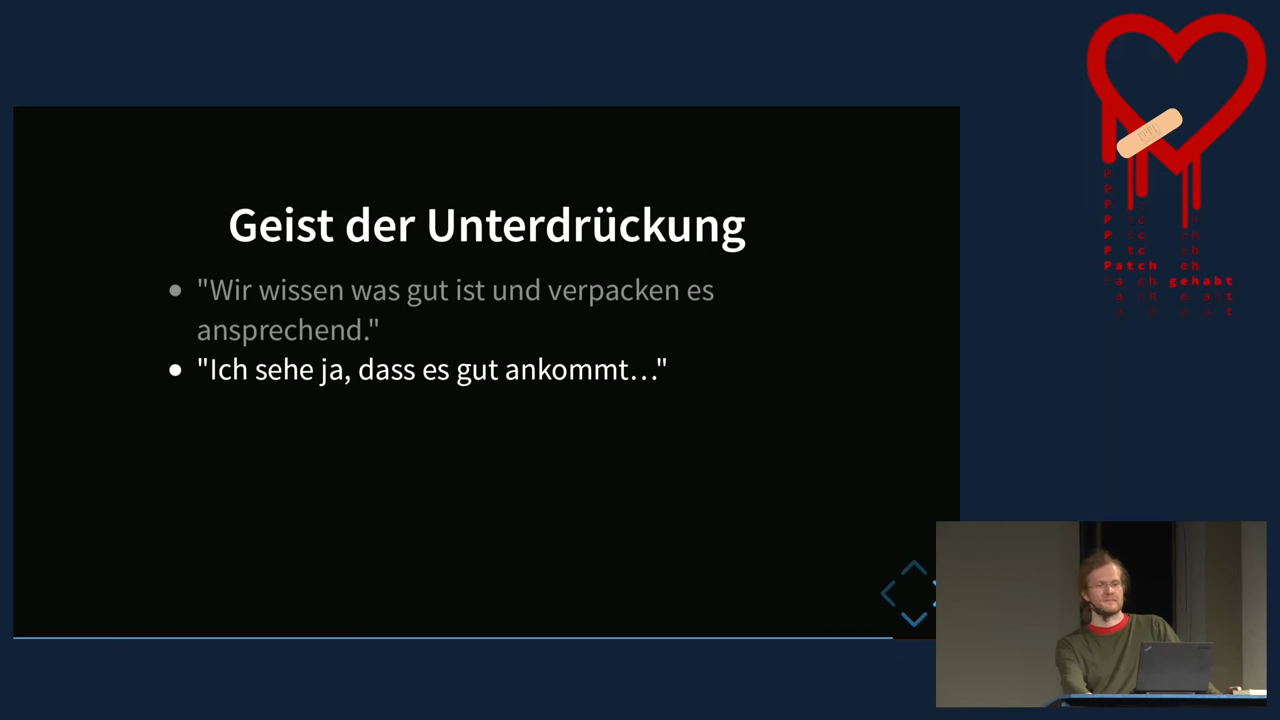 Geist der Unterdrückung
"Wir wissen was gut ist und verpacken es
ansprechend."
"Ich sehe ja, dass es gut ankommt…"
Patch
gehabt